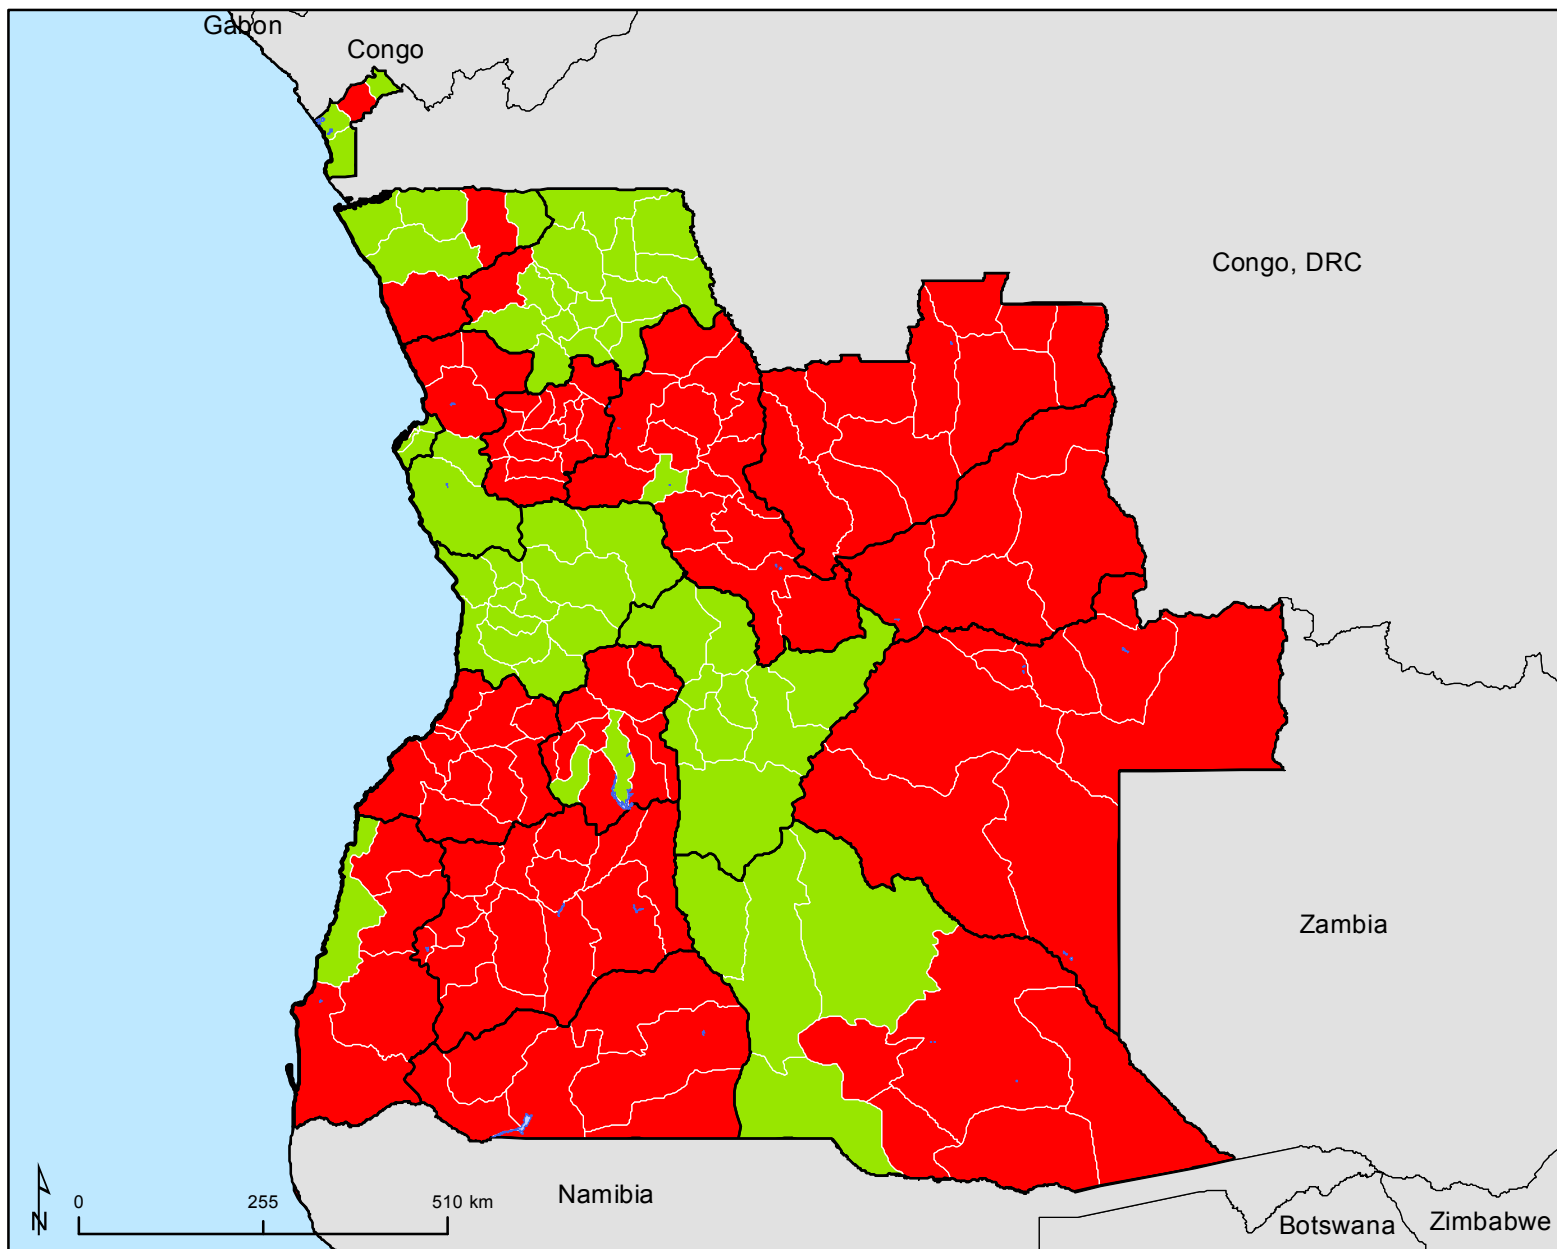 Gabon
Congo
Congo, DRC
Zambia
Namibia
Botswana
Zimbabwe
0 255 510 km
N